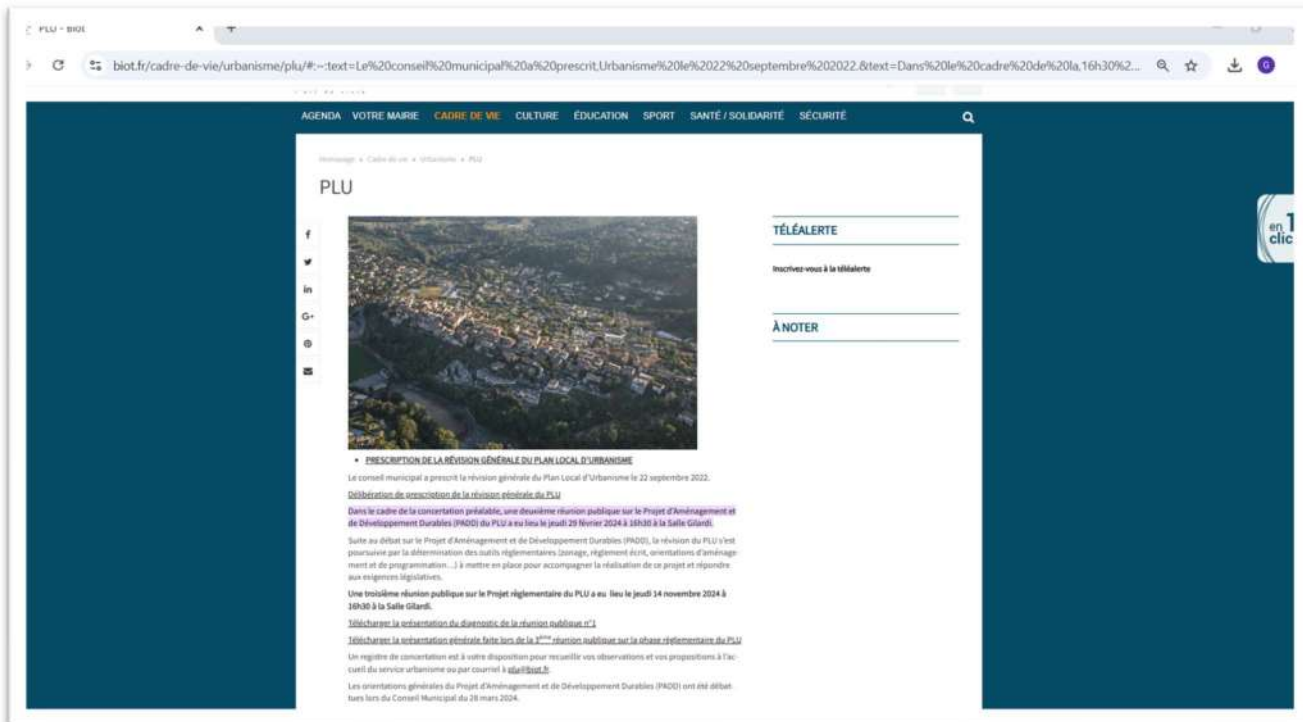 PLU - Biot
biot.fr/cadre-de-vie/urbanisme/plu/#:~:text=Le%20conseil%20municipal%20a%20prescrit,Urbanisme%20le%2022%20septembre%202022.&text=Dans%20le%20cadre%20de%20la,16h30%2...
G
AGENDA VOTRE MAIRIE CADRE DE VIE CULTURE ÉDUCATION SPORT SANTÉ / SOLIDARITÉ SÉCURITÉ
Homepage • Cadre de vie • Urbanisme • PLU
PLU
TÉLÉALERTE
Inscrivez-vous à la téléalerte
À NOTER
en 1
clic
• PRESCRIPTION DE LA RÉVISION GÉNÉRALE DU PLAN LOCAL D'URBANISME
Le conseil municipal a prescrit la révision générale du Plan Local d'Urbanisme le 22 septembre 2022.
Délibération de prescription de la révision générale du PLU
Dans le cadre de la concertation préalable, une deuxième réunion publique sur le Projet d'Aménagement et
de Développement Durables (PADD) du PLU a eu lieu le jeudi 29 février 2024 à 16h30 à la Salle Gilardi.
Suite au débat sur le Projet d'Aménagement et de Développement Durables (PADD), la révision du PLU s'est
poursuivie par la détermination des outils réglementaires (zonage, règlement écrit, orientations d'aménage-
ment et de programmation…) à mettre en place pour accompagner la réalisation de ce projet et répondre
aux exigences législatives.
Une troisième réunion publique sur le Projet règlementaire du PLU a eu lieu le jeudi 14 novembre 2024 à
16h30 à la Salle Gilardi.
Télécharger la présentation du diagnostic de la réunion publique n°1
Télécharger la présentation générale faite lors de la 3ème réunion publique sur la phase réglementaire du PLU
Un registre de concertation est à votre disposition pour recueillir vos observations et vos propositions à l'ac-
cueil du service urbanisme ou par courriel à plu@biot.fr.
Les orientations générales du Projet d'Aménagement et de Développement Durables (PADD) ont été débat-
tues lors du Conseil Municipal du 28 mars 2024.